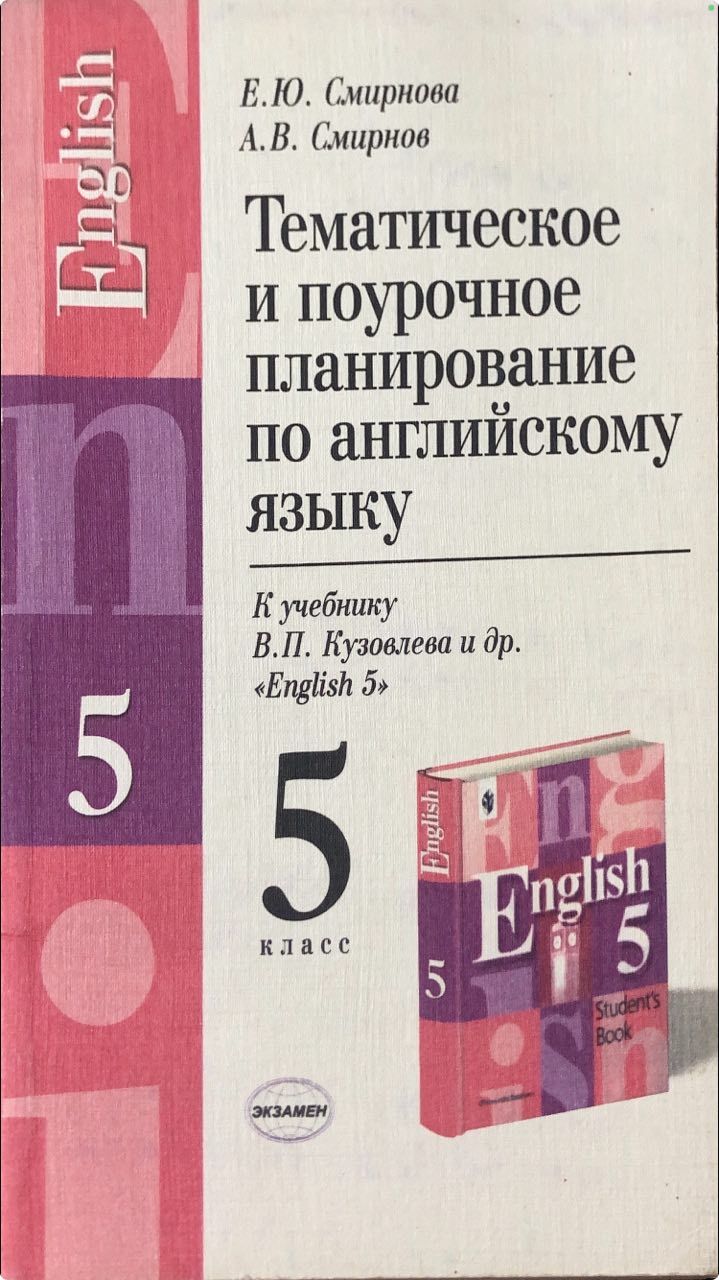 English
5
Е.Ю. Смирнова
А.В. Смирнов
Тематическое
и поурочное
планирование
по английскому
языку
К учебнику
В.П. Кузовлева и др.
«English 5»
5
класс
ЭКЗАМЕН
English
5
English
5
Student's
Book